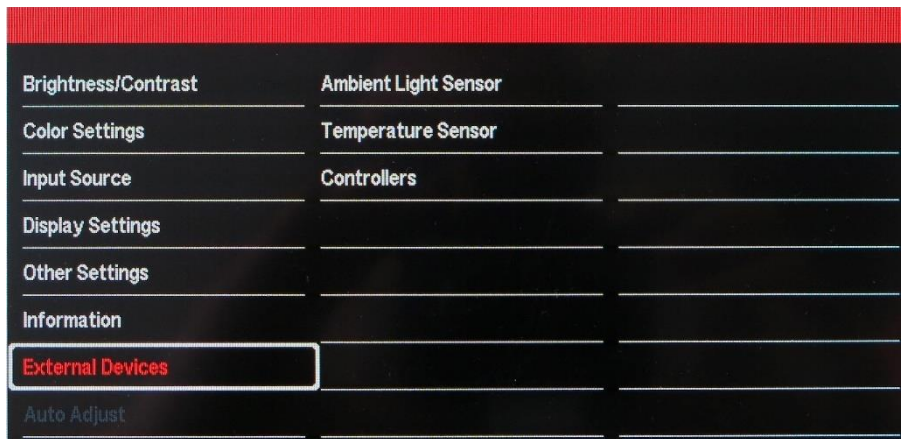 Brightness/Contrast
Ambient Light Sensor
Color Settings
Temperature Sensor
Input Source
Controllers
Display Settings
Other Settings
Information
External Devices
Auto Adjust